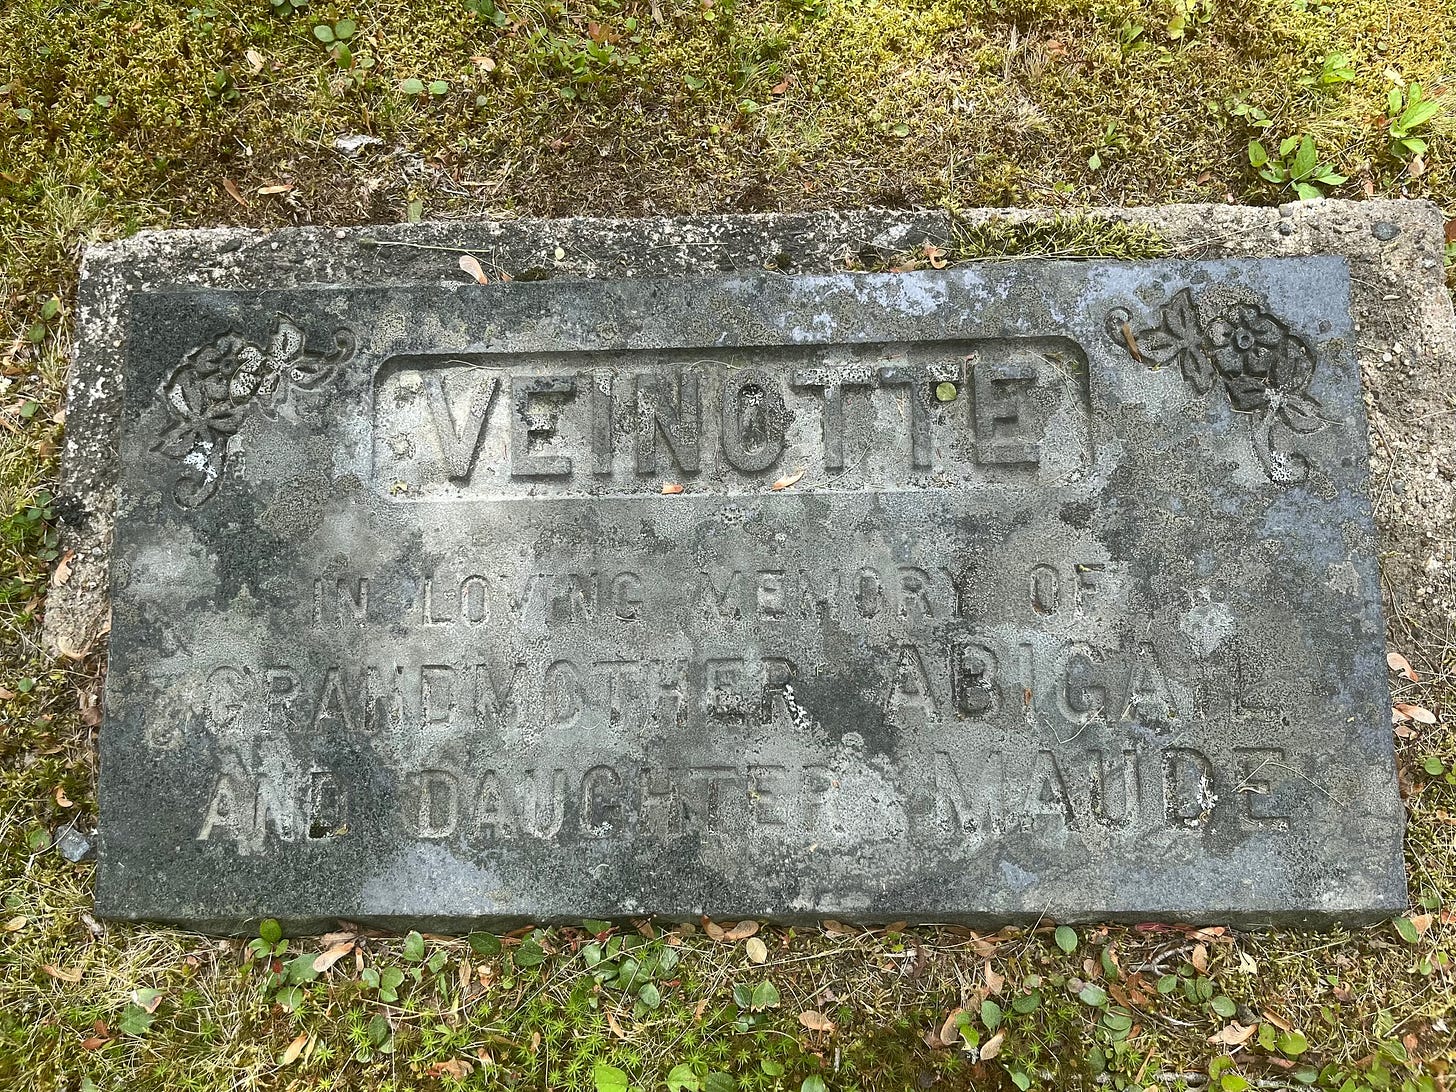 VEINOTTE
IN LOVING MEMORY OF
GRANDMOTHER ABIGAIL
AND DAUGHTER MAUDE